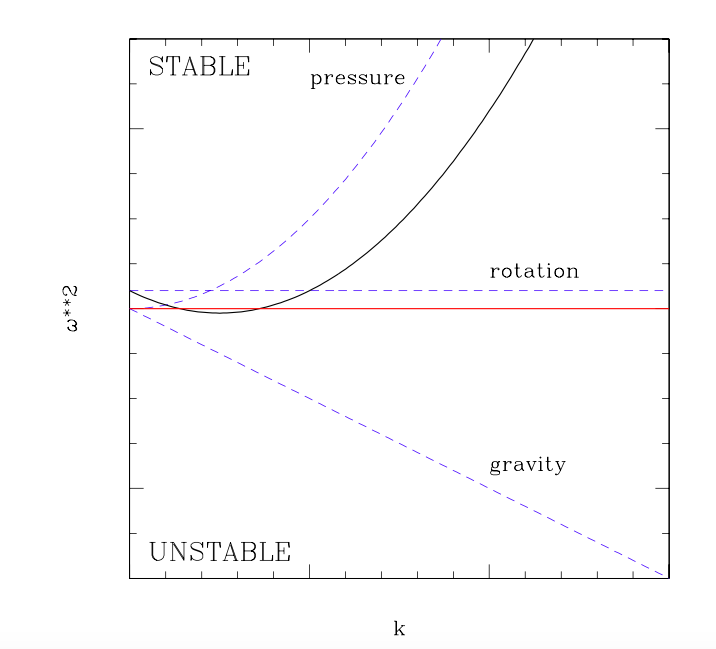 STABLE
pressure
rotation
ω**2
gravity
UNSTABLE
k